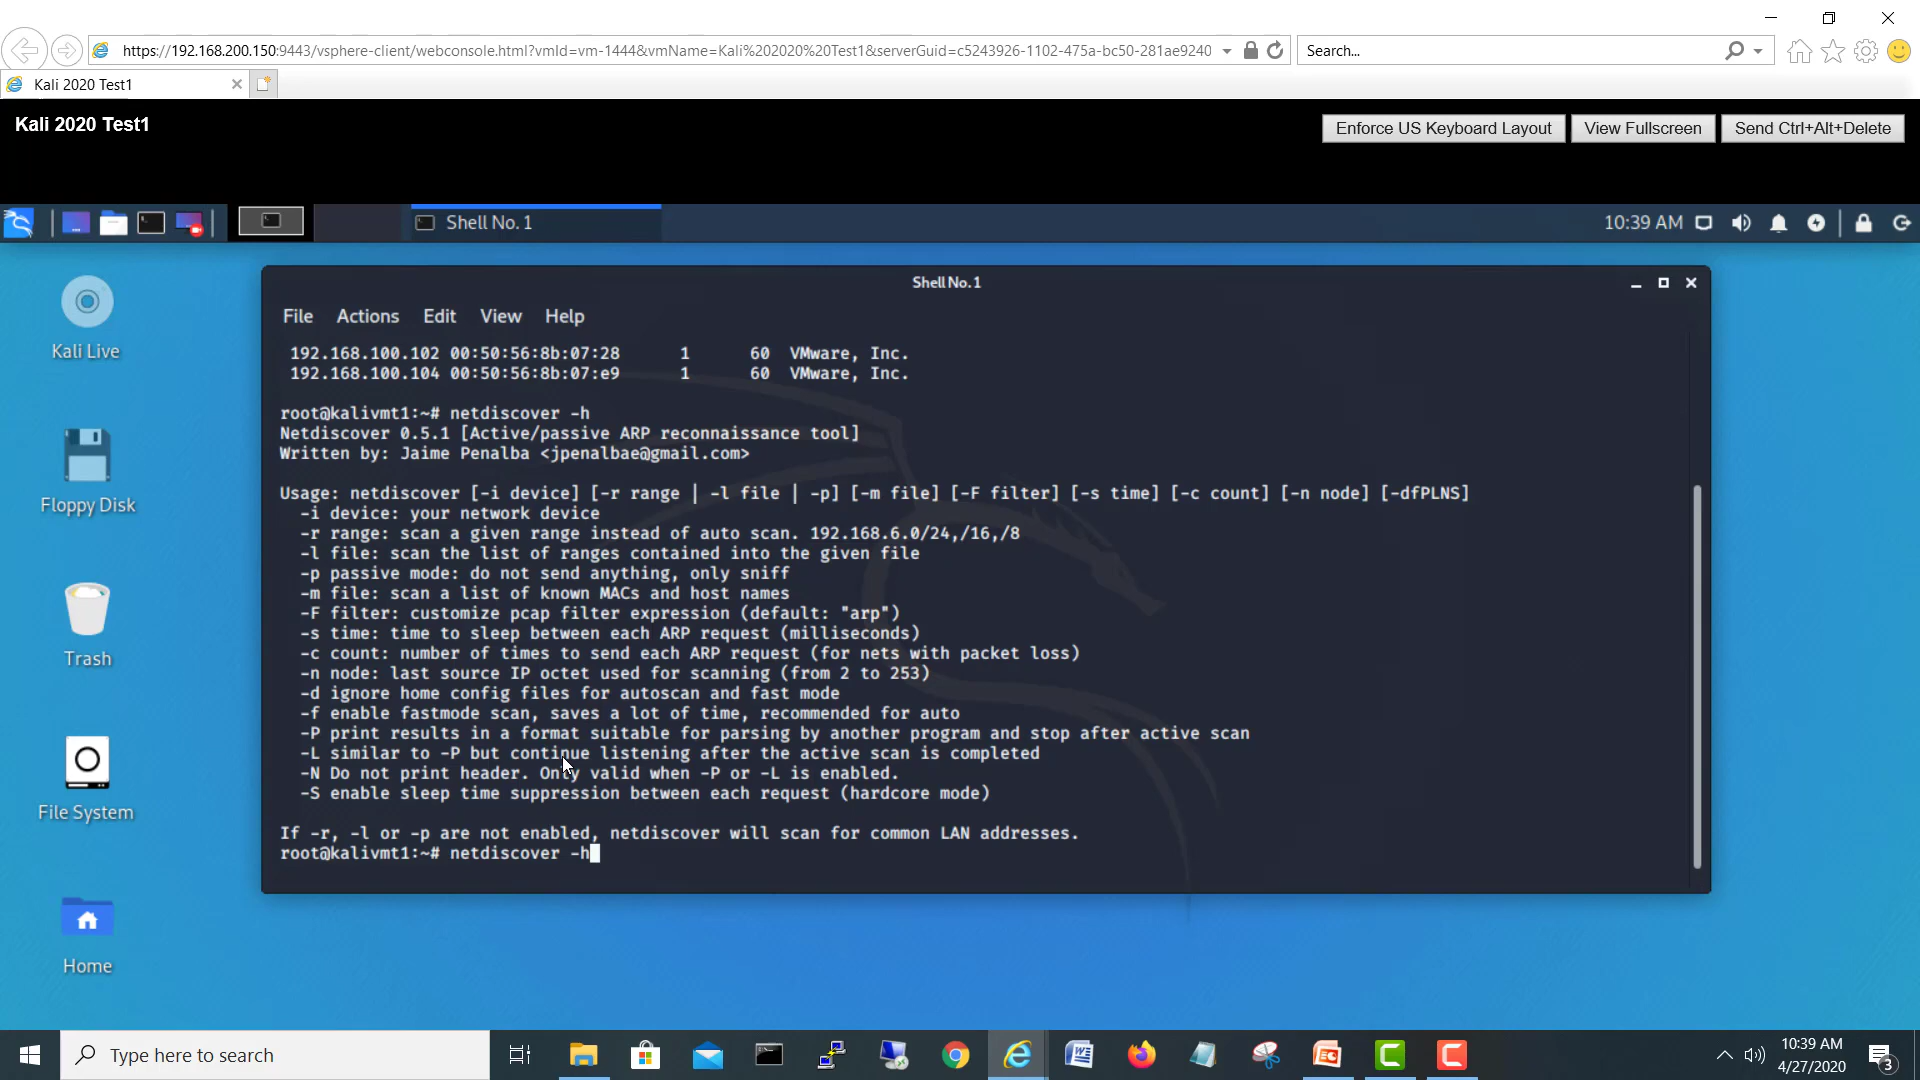 https://192.168.200.150:9443/vsphere-client/webconsole.html?vmId=vm-1444&vmName=Kali%202020%20Test1&serverGuid=c5243926-1102-475a-bc50-281ae9240
Search...
Kali 2020 Test1
Kali 2020 Test1
Enforce US Keyboard Layout
View Fullscreen
Send Ctrl+Alt+Delete
Shell No. 1
10:39 AM
Shell No. 1
File Actions Edit View Help
192.168.100.102 00:50:56:8b:07:28 1 60 VMware, Inc.
192.168.100.104 00:50:56:8b:07:e9 1 60 VMware, Inc.
root@kalivmt1:~# netdiscover -h
Netdiscover 0.5.1 [Active/passive ARP reconnaissance tool]
Written by: Jaime Penalba <jpenalbae@gmail.com>
Usage: netdiscover [-i device] [-r range | -l file | -p] [-m file] [-F filter] [-s time] [-c count] [-n node] [-dfPLNS]
-i device: your network device
-r range: scan a given range instead of auto scan. 192.168.6.0/24,/16,/8
-l file: scan the list of ranges contained into the given file
-p passive mode: do not send anything, only sniff
-m file: scan a list of known MACs and host names
-F filter: customize pcap filter expression (default: "arp")
-s time: time to sleep between each ARP request (milliseconds)
-c count: number of times to send each ARP request (for nets with packet loss)
-n node: last source IP octet used for scanning (from 2 to 253)
-d ignore home config files for autoscan and fast mode
-f enable fastmode scan, saves a lot of time, recommended for auto
-P print results in a format suitable for parsing by another program and stop after active scan
-L similar to -P but continue listening after the active scan is completed
-N Do not print header. Only valid when -P or -L is enabled.
-S enable sleep time suppression between each request (hardcore mode)
If -r, -l or -p are not enabled, netdiscover will scan for common LAN addresses.
root@kalivmt1:~# netdiscover -h
Kali Live
Floppy Disk
Trash
File System
Home
Type here to search
10:39 AM
4/27/2020
3